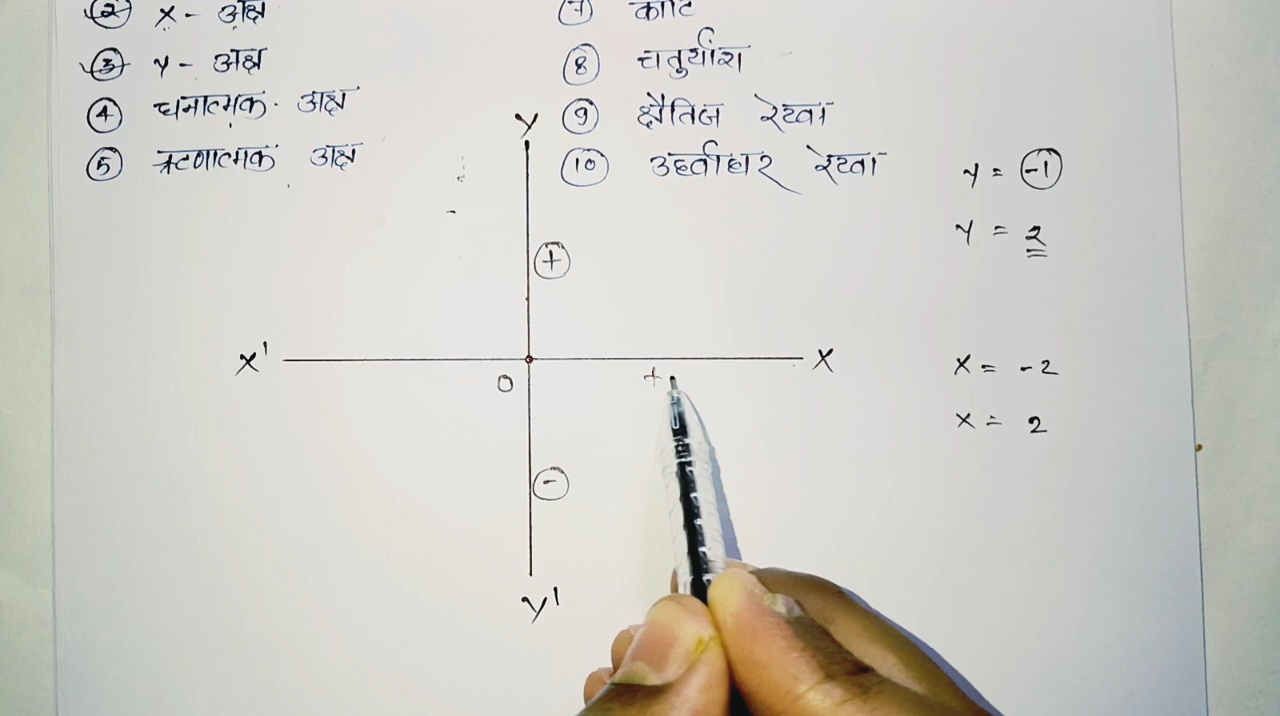 ② x - अक्ष
③ y - अक्ष
④ धनात्मक अक्ष
⑤ ऋणात्मक अक्ष
⑦ कोटि
⑧ चतुर्थांश
⑨ क्षैतिज रेखा
⑩ उर्ध्वाधर रेखा
Y
+
X' O + X
-
Y'
y = -1
y = 2
x = -2
x = 2